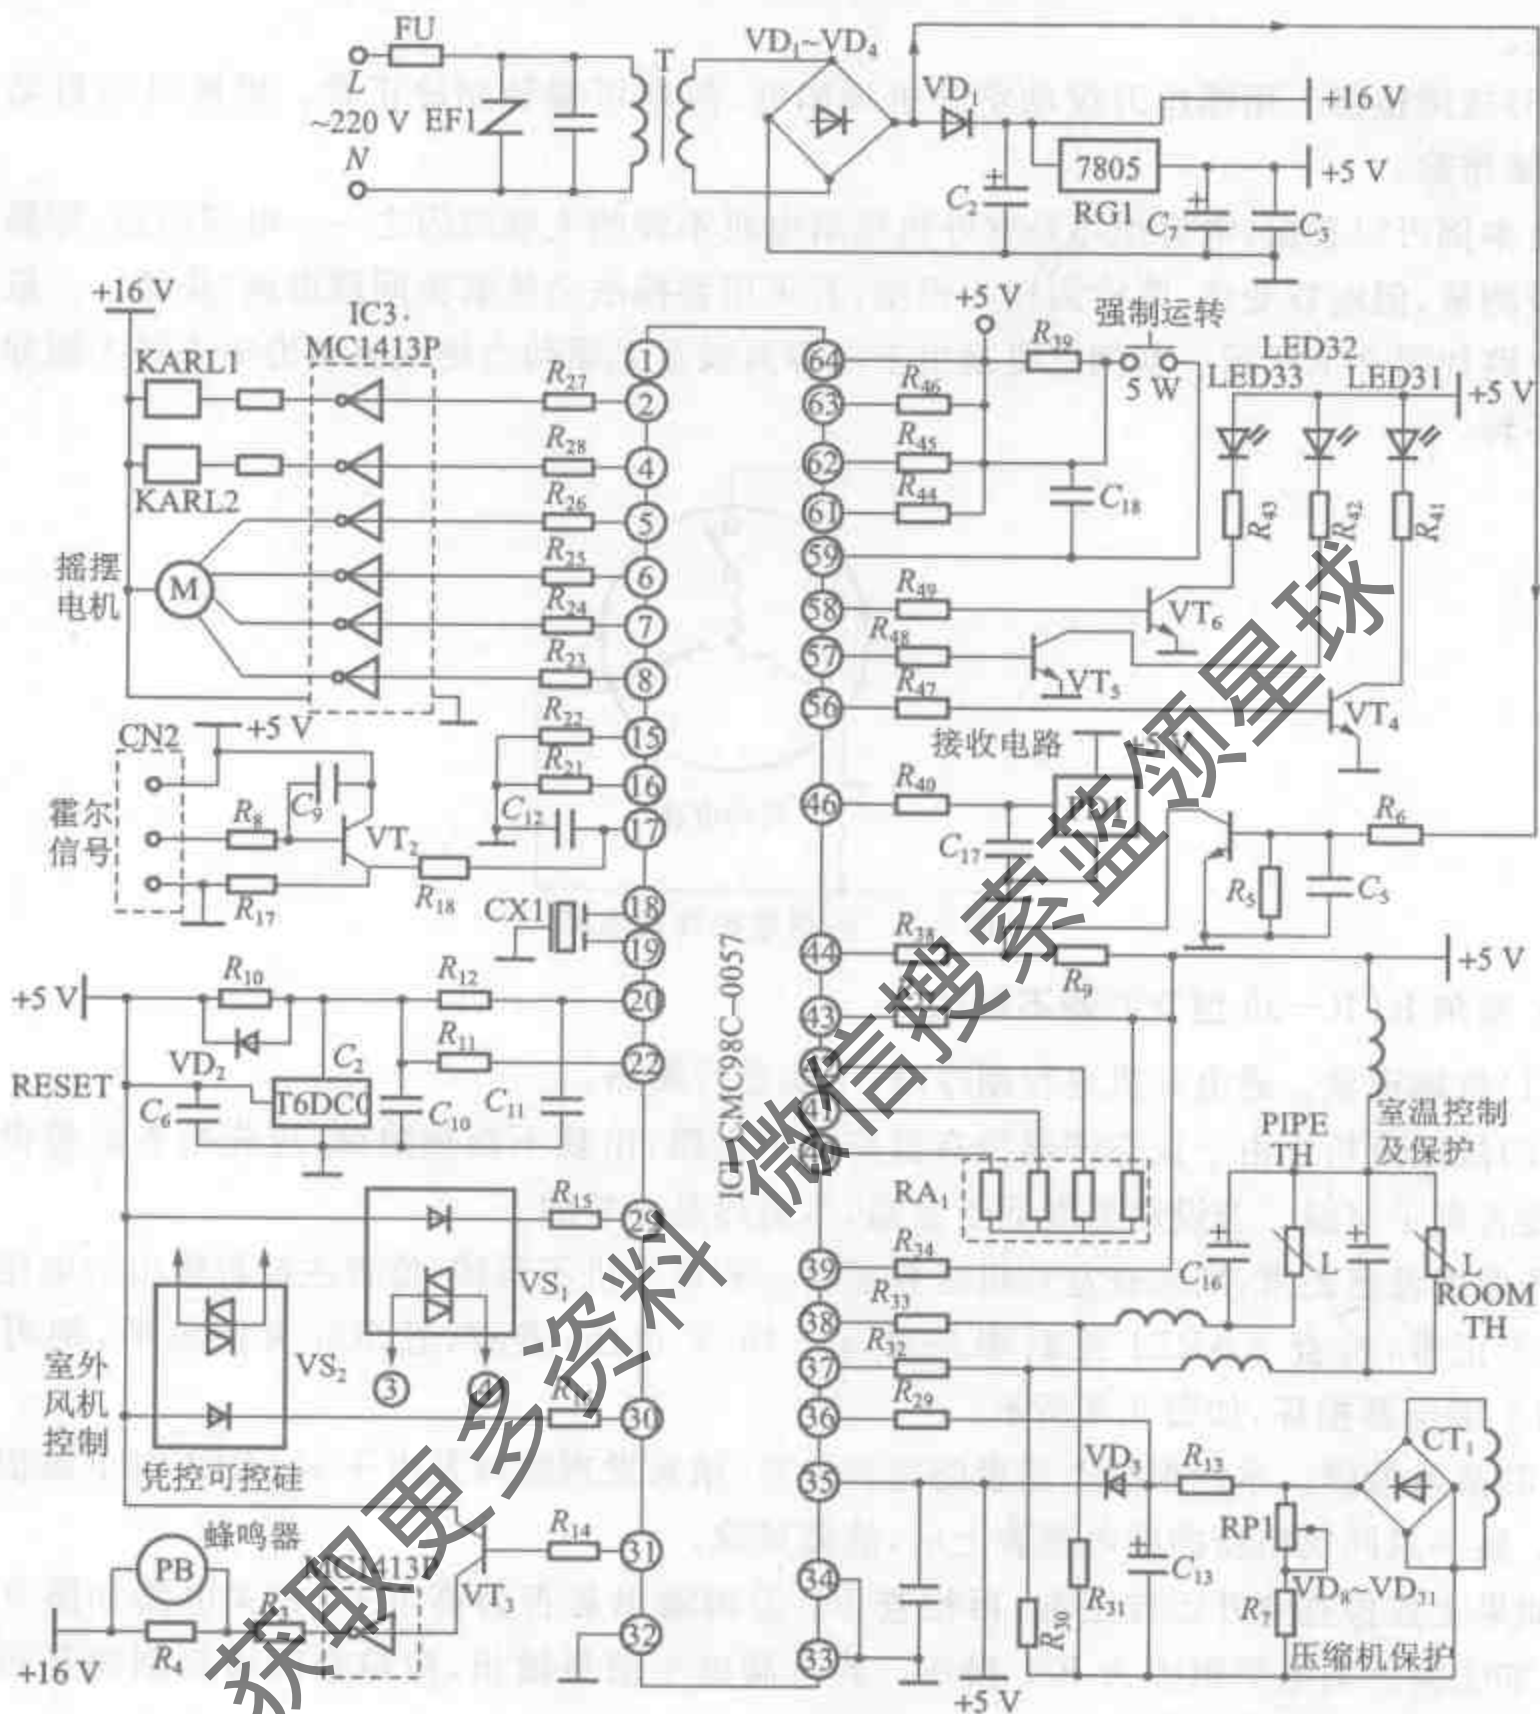 FU
L
~220 V
EF1
N
T
VD₁~VD₄
VD₁
+16 V
7805
RG1
+5 V
C₂
C₇
C₃
+16 V
IC3
MC1413P
KARL1
KARL2
摇摆
电机
M
R₂₇
R₂₈
R₂₆
R₂₅
R₂₄
R₂₃
R₂₂
R₂₁
C₁₂
1
2
4
5
6
7
8
15
16
17
18
19
20
22
29
30
31
32
+5 V
CN2
霍尔
信号
C₉
R₈
VT₂
R₁₇
R₁₈
CX1
+5 V
R₁₀
R₁₂
VD₂
R₁₁
RESET
C₂
T6DC0
C₆
C₁₀
C₁₁
R₁₅
VS₁
3
4
VS₂
室外
风机
控制
凭控可控硅
蜂鸣器
PB
R₁₄
MC1413P
VT₃
R₄
+16 V
CMC98C-0057
64
63
62
61
59
58
57
56
46
44
43
41
39
38
37
36
35
34
33
+5 V
R₁₉
强制运转
5 W
R₄₆
R₄₅
R₄₄
C₁₈
LED32
LED33
LED31
+5 V
R₄₃
R₄₂
R₄₁
R₄₉
VT₆
R₄₈
VT₅
R₄₇
VT₄
接收电路
+5 V
R₄₀
PD1
C₁₇
R₆
R₅
C₅
R₃₈
R₉
+5 V
室温控制
及保护
PIPE
TH
RA₁
R₃₄
C₁₆
L
L
ROOM
TH
R₃₃
R₃₂
R₂₉
VD₃
R₁₃
CT₁
RP1
C₁₃
VD₈~VD₃₁
R₇
R₃₁
R₃₀
压缩机保护
+5 V
获取更多资料 微信搜索蓝领星球